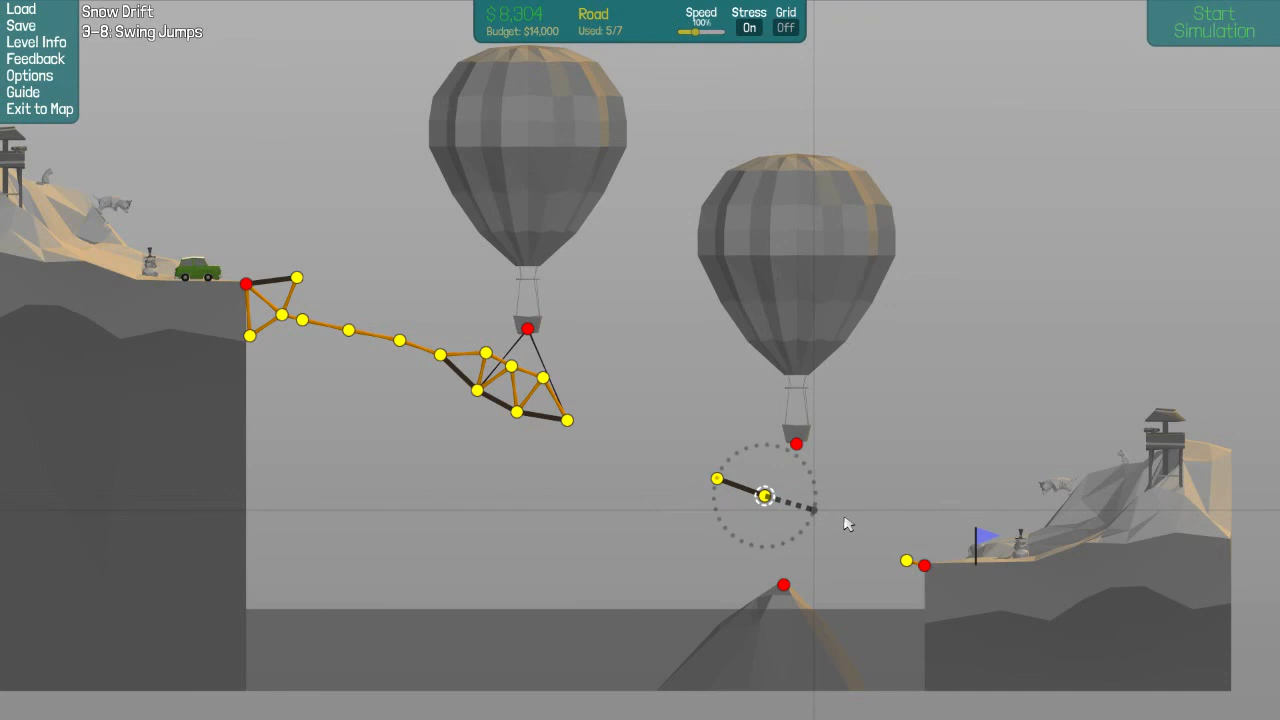 Load
Save
Level Info
Feedback
Options
Guide
Exit to Map
Snow Drift
3-8: Swing Jumps
$ 8,304
Budget: $14,000
Road
Used: 5/7
Speed
100%
Stress
On
Grid
Off
Start
Simulation